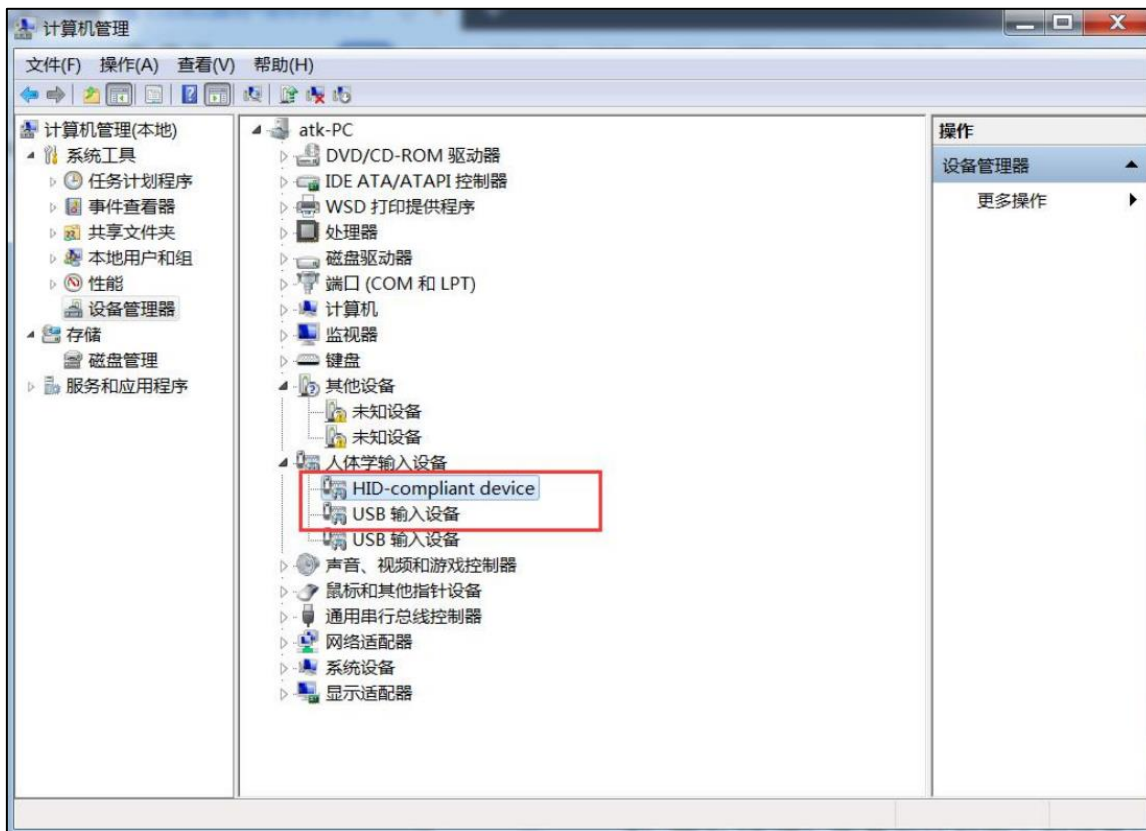 计算机管理
文件(F) 操作(A) 查看(V) 帮助(H)
计算机管理(本地)
系统工具
任务计划程序
事件查看器
共享文件夹
本地用户和组
性能
设备管理器
存储
磁盘管理
服务和应用程序
atk-PC
DVD/CD-ROM 驱动器
IDE ATA/ATAPI 控制器
WSD 打印提供程序
处理器
磁盘驱动器
端口 (COM 和 LPT)
计算机
监视器
键盘
其他设备
未知设备
未知设备
人体学输入设备
HID-compliant device
USB 输入设备
USB 输入设备
声音、视频和游戏控制器
鼠标和其他指针设备
通用串行总线控制器
网络适配器
系统设备
显示适配器
操作
设备管理器
更多操作